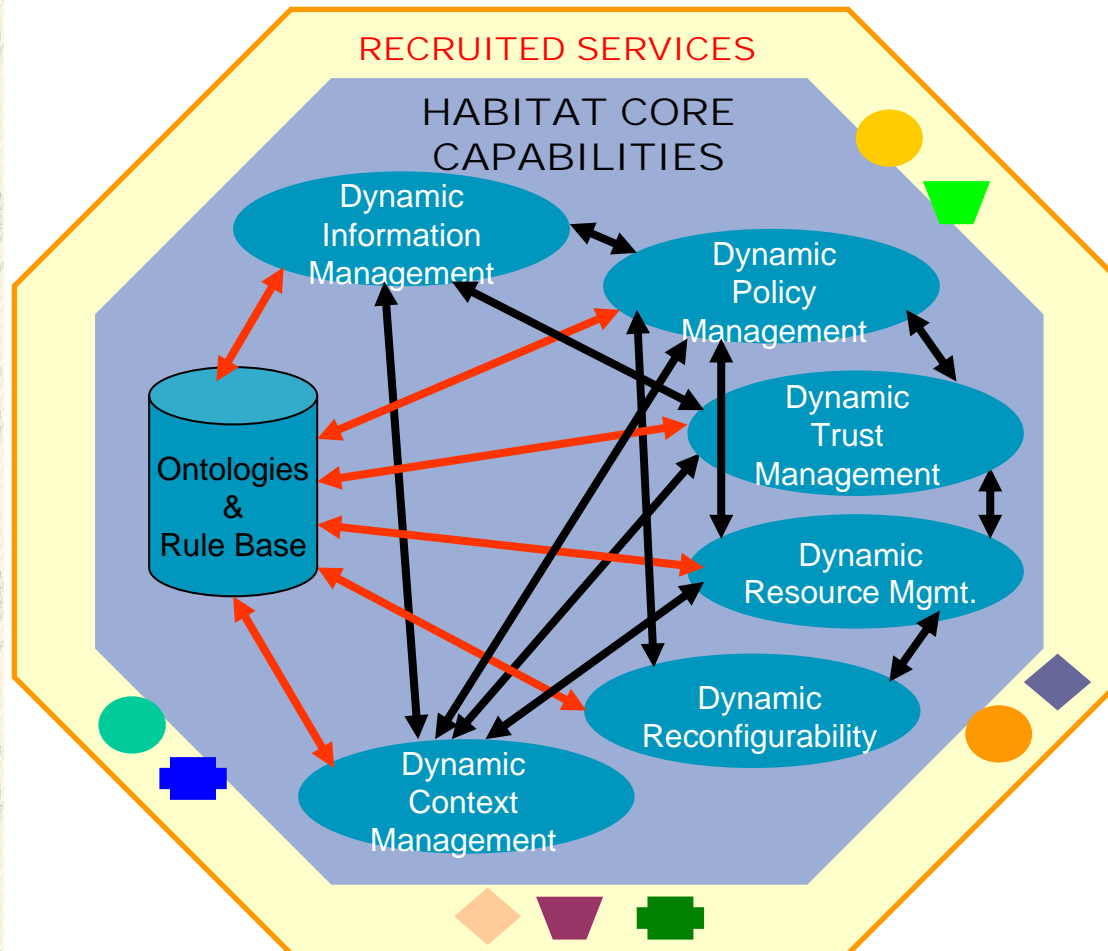 RECRUITED SERVICES
HABITAT CORE
CAPABILITIES
Dynamic
Information
Management
Dynamic
Policy
Management
Dynamic
Trust
Management
Ontologies
&
Rule Base
Dynamic
Resource Mgmt.
Dynamic
Reconfigurability
Dynamic
Context
Management